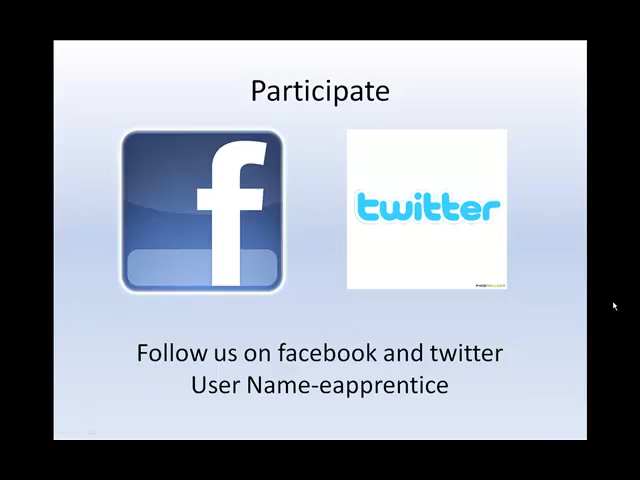 Participate
f
twitter
Follow us on facebook and twitter
User Name-eapprentice